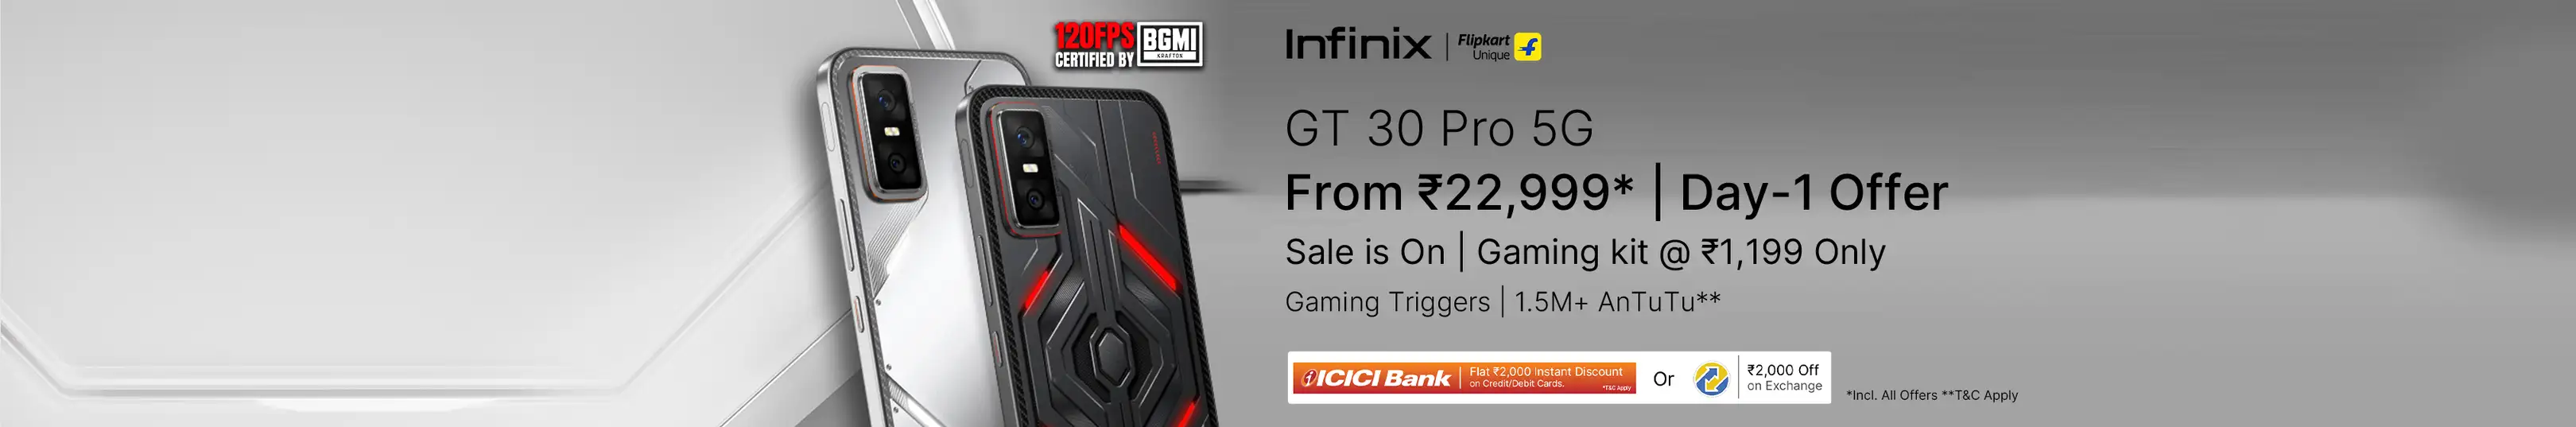 120FPS
CERTIFIED BY BGMI
KRAFTON
Infinix | Flipkart
Unique
GT 30 Pro 5G
From ₹22,999* | Day-1 Offer
Sale is On | Gaming kit @ ₹1,199 Only
Gaming Triggers | 1.5M+ AnTuTu**
ICICI Bank | Flat ₹2,000 Instant Discount
on Credit/Debit Cards.
*T&C Apply
Or
₹2,000 Off
on Exchange
*Incl. All Offers **T&C Apply